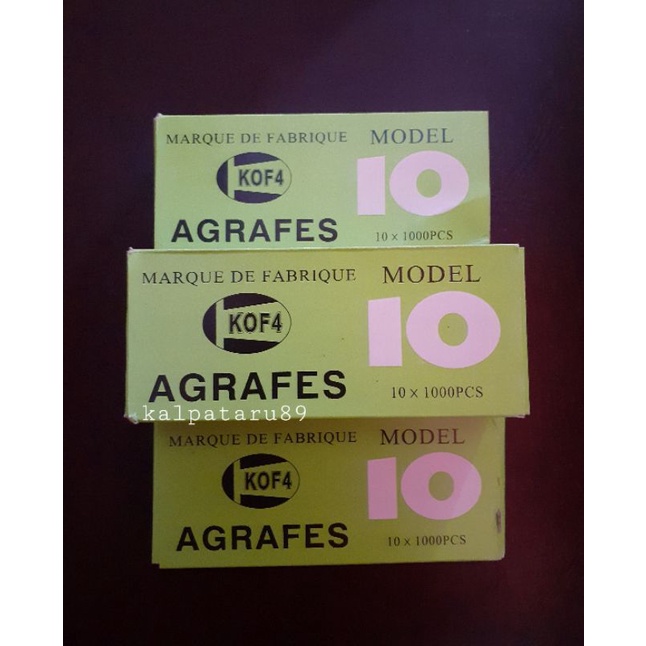 MARQUE DE FABRIQUE MODEL
KOF4 10
AGRAFES 10 × 1000PCS
MARQUE DE FABRIQUE MODEL
KOF4 10
AGRAFES 10 × 1000PCS
kalpataru89
MARQUE DE FABRIQUE MODEL
KOF4 10
AGRAFES 10 × 1000PCS